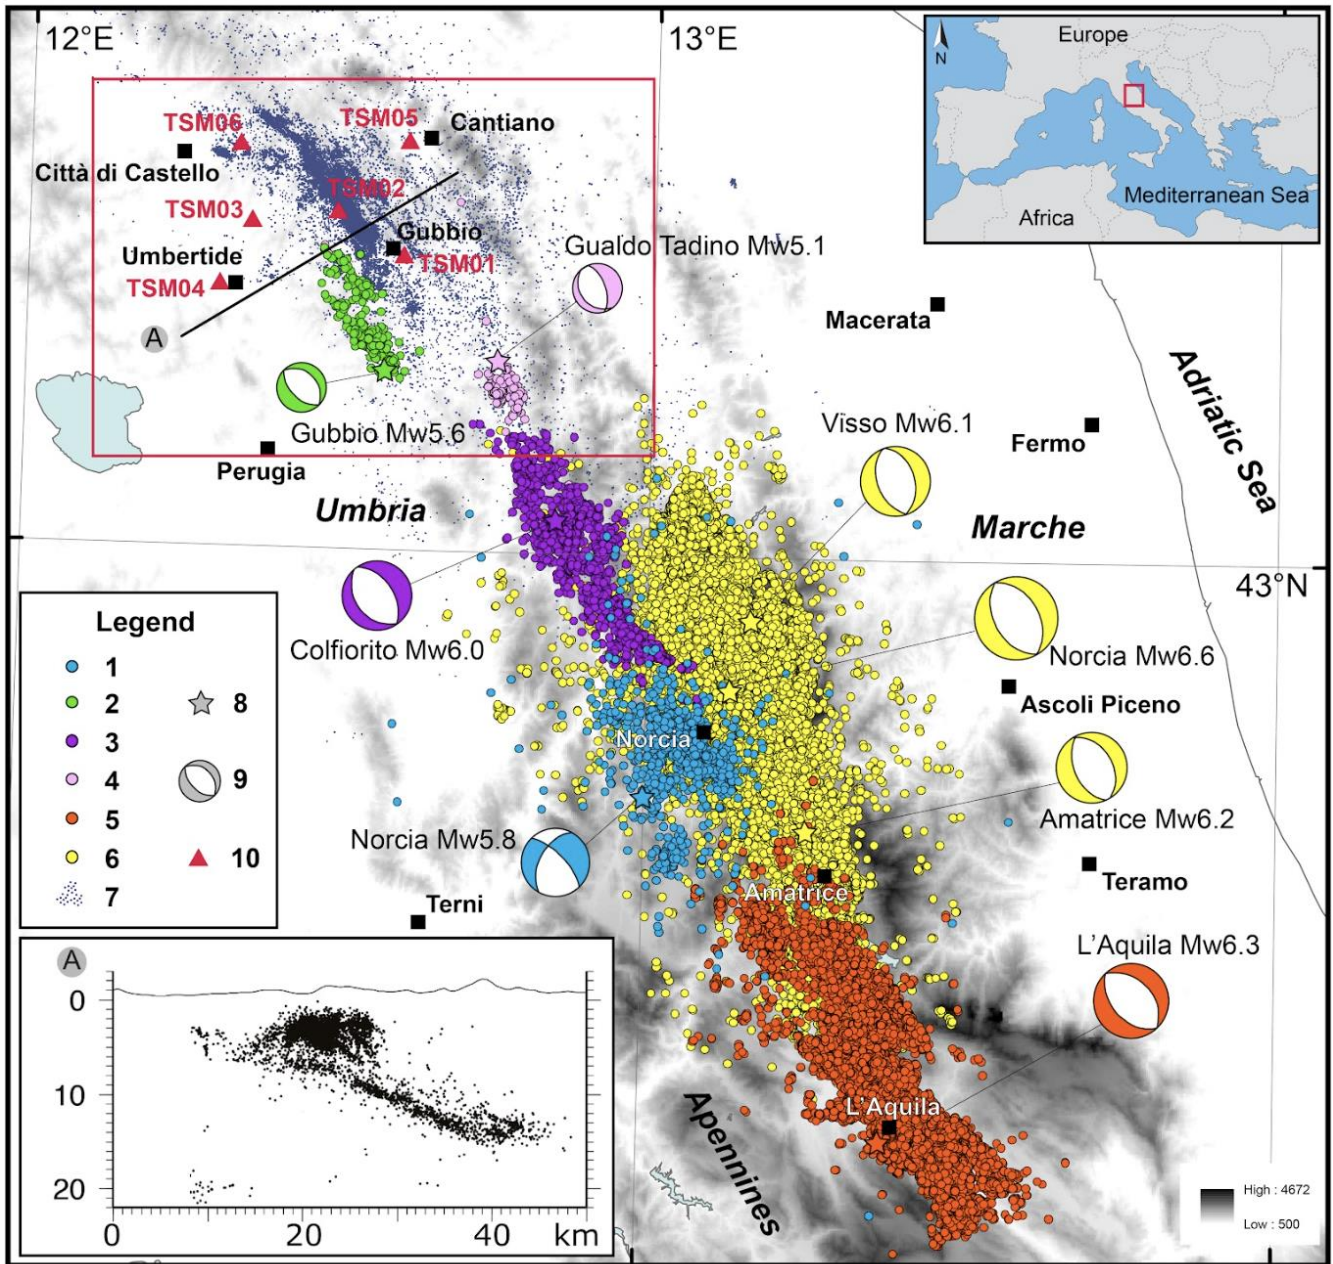 12°E
13°E
N
Europe
Mediterranean Sea
Africa
TSM06
TSM05
Cantiano
Città di Castello
TSM02
TSM03
Gubbio
Gualdo Tadino Mw5.1
Umbertide
TSM01
TSM04
A
Macerata
Adriatic Sea
Visso Mw6.1
Gubbio Mw5.6
Fermo
Perugia
Umbria
Marche
43°N
Legend
1
2
3
4
5
6
7
8
9
10
Colfiorito Mw6.0
Norcia Mw6.6
Ascoli Piceno
Norcia
Norcia Mw5.8
Amatrice Mw6.2
Teramo
Amatrice
Terni
L'Aquila Mw6.3
A
0
10
20
0
20
40
km
L'Aquila
Apennines
High : 4672
Low : 500